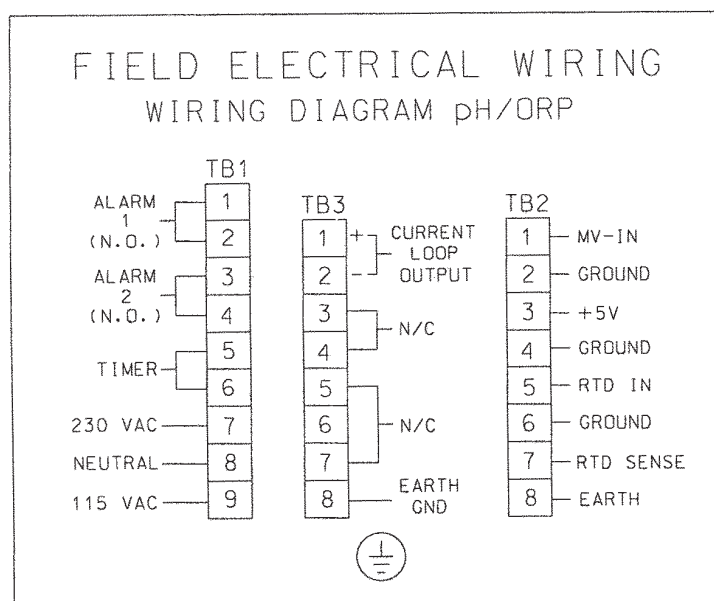 FIELD ELECTRICAL WIRING
WIRING DIAGRAM pH/ORP
TB1
ALARM
1
(N.O.)
1
2
ALARM
2
(N.O.)
3
4
TIMER
5
6
230 VAC
7
NEUTRAL
8
115 VAC
9
TB3
1
+
2
-
CURRENT
LOOP
OUTPUT
3
4
N/C
5
6
7
N/C
8
EARTH
GND
TB2
1 MV-IN
2 GROUND
3 +5V
4 GROUND
5 RTD IN
6 GROUND
7 RTD SENSE
8 EARTH